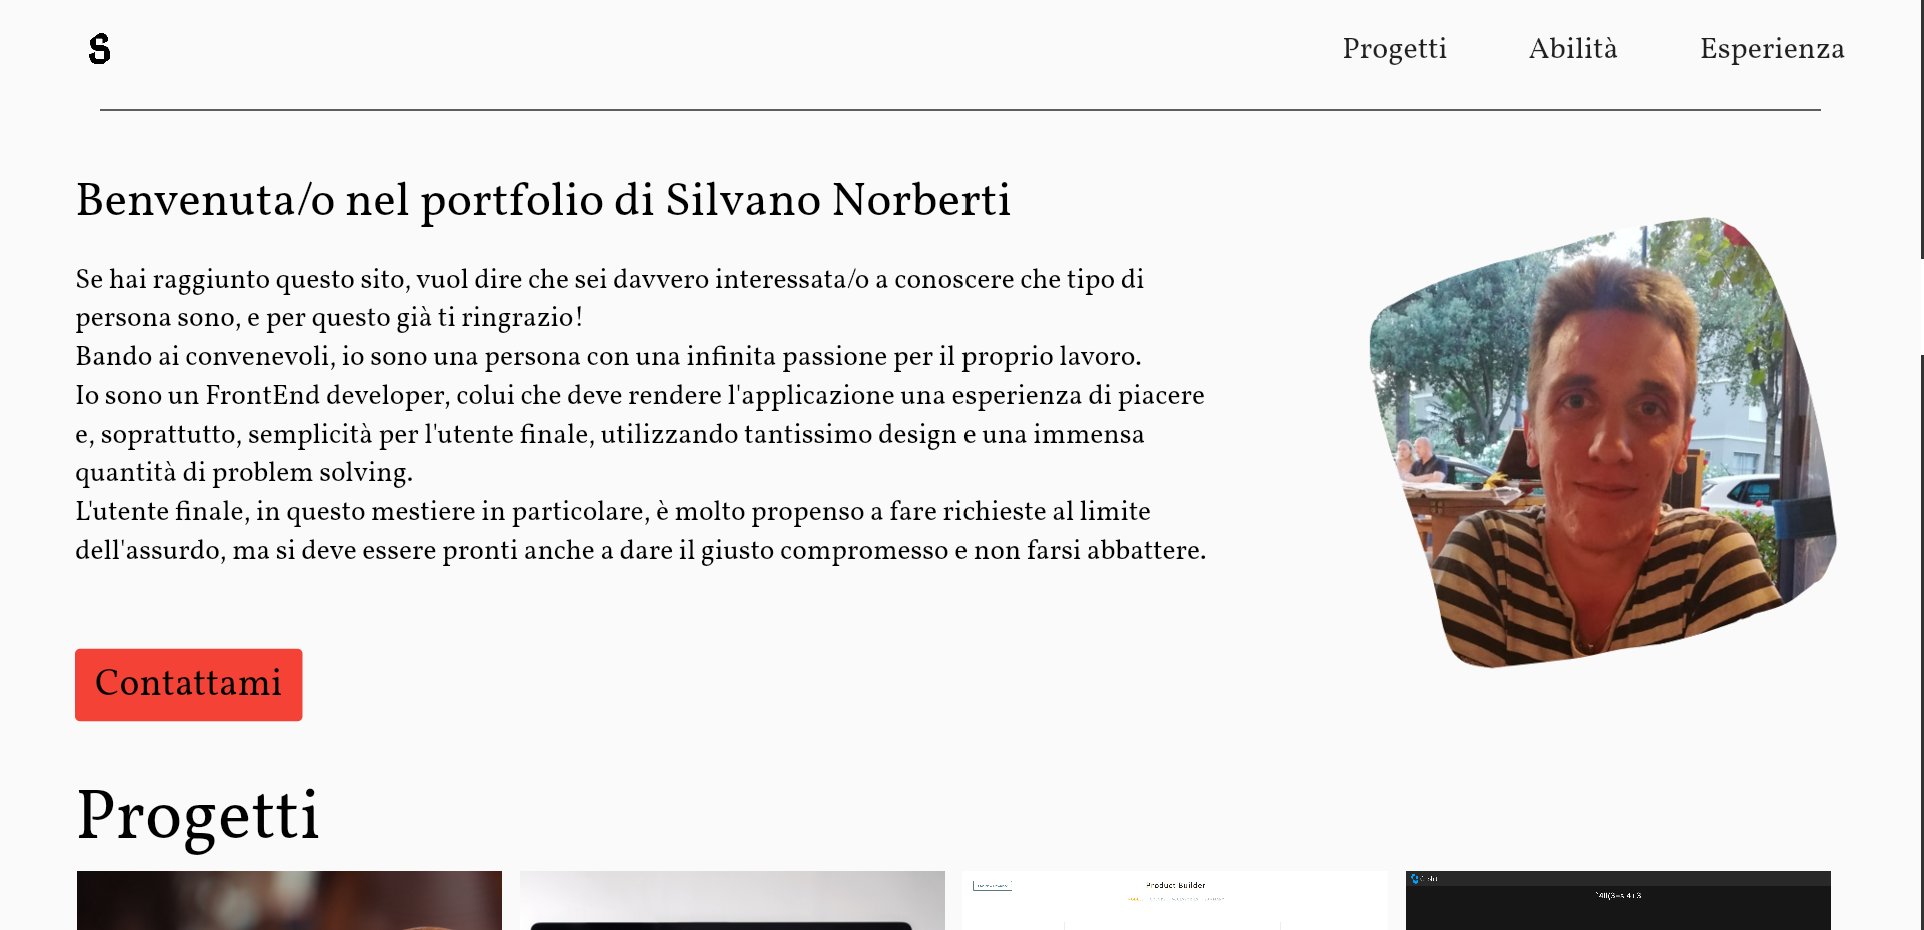 S
Progetti Abilità Esperienza
Benvenuta/o nel portfolio di Silvano Norberti
Se hai raggiunto questo sito, vuol dire che sei davvero interessata/o a conoscere che tipo di
persona sono, e per questo già ti ringrazio!
Bando ai convenevoli, io sono una persona con una infinita passione per il proprio lavoro.
Io sono un FrontEnd developer, colui che deve rendere l'applicazione una esperienza di piacere
e, soprattutto, semplicità per l'utente finale, utilizzando tantissimo design e una immensa
quantità di problem solving.
L'utente finale, in questo mestiere in particolare, è molto propenso a fare richieste al limite
dell'assurdo, ma si deve essere pronti anche a dare il giusto compromesso e non farsi abbattere.
Contattami
Progetti
Product Builder